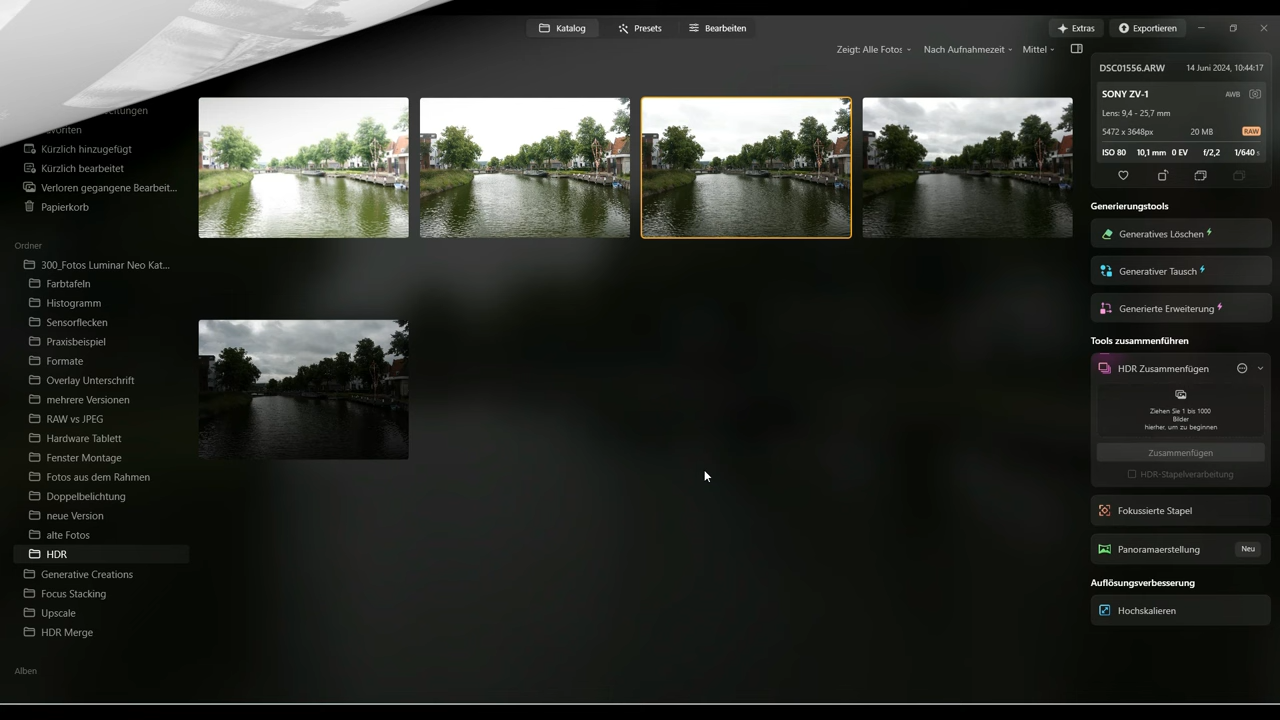 Katalog
Presets
Bearbeiten
Extras
Exportieren
Zeigt: Alle Fotos
Nach Aufnahmezeit
Mittel
Favoriten
Kürzlich hinzugefügt
Kürzlich bearbeitet
Verloren gegangene Bearbeit...
Papierkorb
Ordner
300_Fotos Luminar Neo Kat...
Farbtafeln
Histogramm
Sensorflecken
Praxisbeispiel
Formate
Overlay Unterschrift
mehrere Versionen
RAW vs JPEG
Hardware Tablett
Fenster Montage
Fotos aus dem Rahmen
Doppelbelichtung
neue Version
alte Fotos
HDR
Generative Creations
Focus Stacking
Upscale
HDR Merge
Alben
DSC01556.ARW 14 Juni 2024, 10:44:17
SONY ZV-1 AWB
Lens: 9,4 - 25,7 mm
5472 x 3648px 20 MB RAW
ISO 80 10,1 mm 0 EV f/2,2 1/640 s
Generierungstools
Generatives Löschen
Generativer Tausch
Generierte Erweiterung
Tools zusammenführen
HDR Zusammenfügen
Ziehen Sie 1 bis 1000
Bilder
hierher, um zu beginnen
Zusammenfügen
HDR-Stapelverarbeitung
Fokussierte Stapel
Panoramaerstellung Neu
Auflösungsverbesserung
Hochskalieren